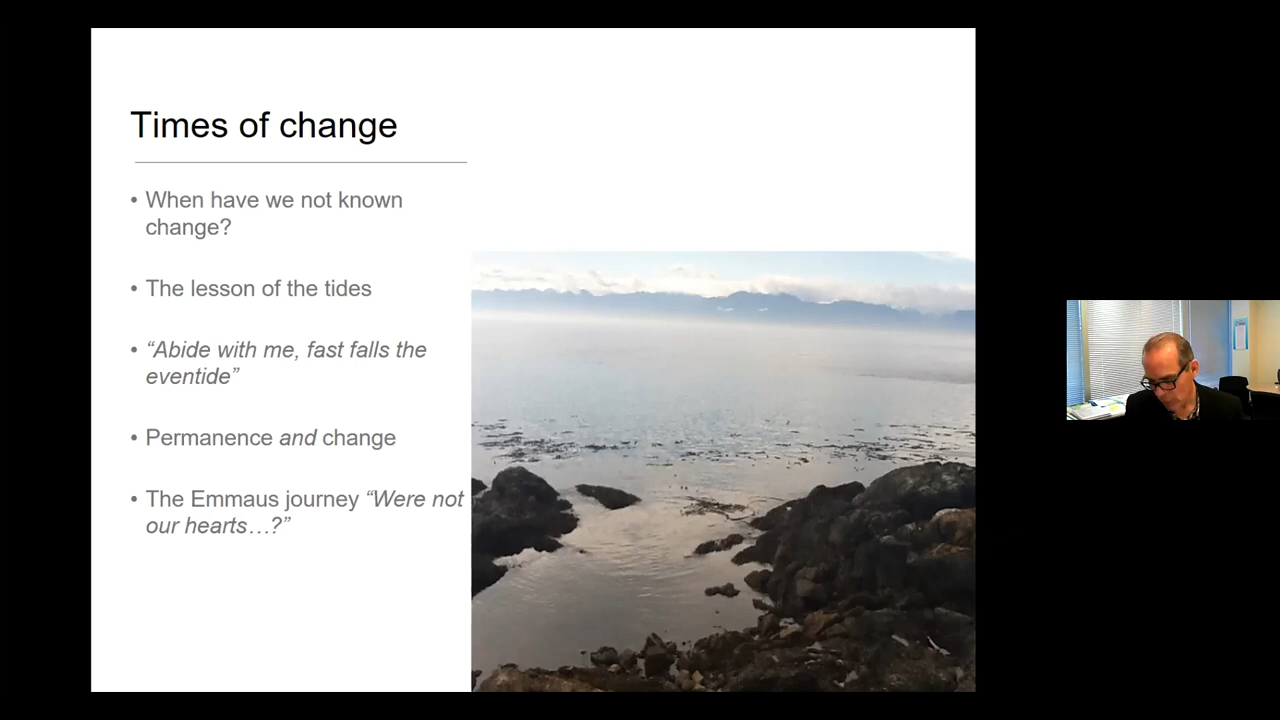 Times of change
• When have we not known
change?
• The lesson of the tides
• “Abide with me, fast falls the
eventide”
• Permanence and change
• The Emmaus journey “Were not
our hearts…?”